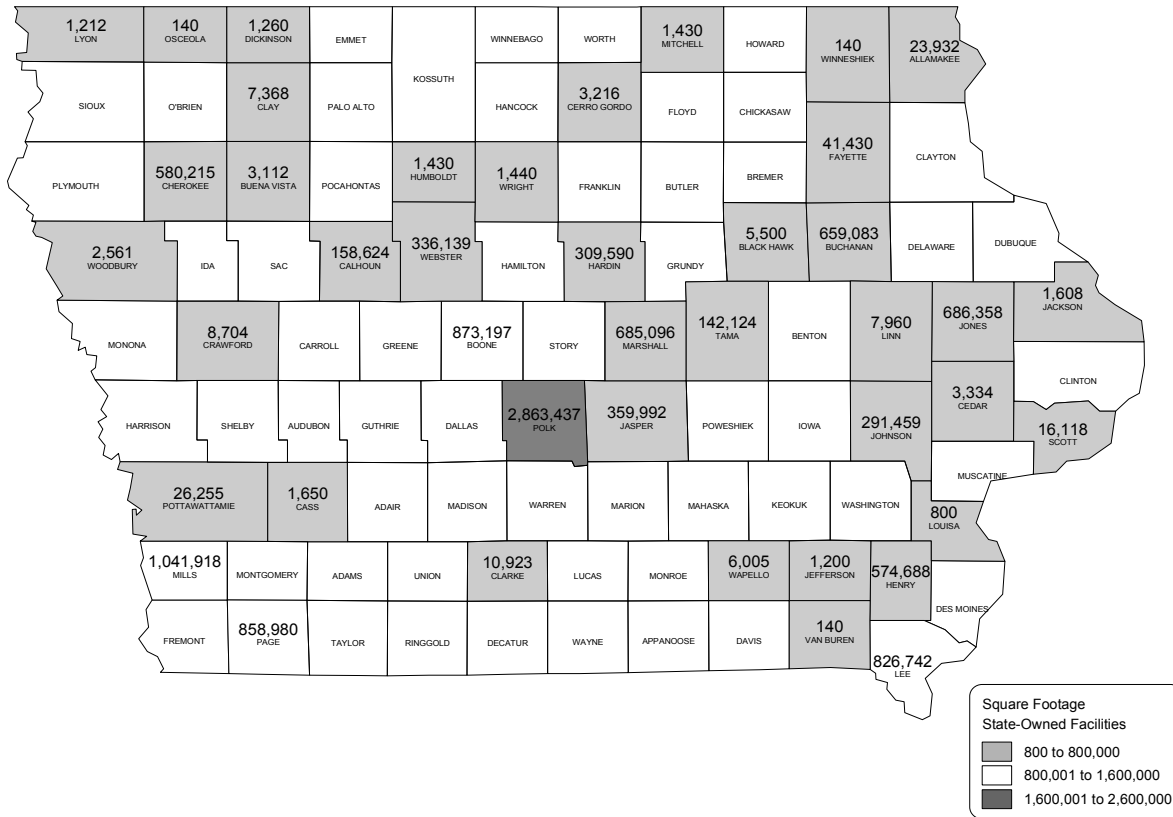 1,212
LYON
140
OSCEOLA
1,260
DICKINSON
EMMET
WINNEBAGO
WORTH
1,430
MITCHELL
HOWARD
140
WINNESHIEK
23,932
ALLAMAKEE
KOSSUTH
SIOUX
O'BRIEN
7,368
CLAY
PALO ALTO
HANCOCK
3,216
CERRO GORDO
FLOYD
CHICKASAW
41,430
FAYETTE
CLAYTON
PLYMOUTH
580,215
CHEROKEE
3,112
BUENA VISTA
POCAHONTAS
1,430
HUMBOLDT
1,440
WRIGHT
FRANKLIN
BUTLER
BREMER
2,561
WOODBURY
IDA
SAC
158,624
CALHOUN
336,139
WEBSTER
HAMILTON
309,590
HARDIN
GRUNDY
5,500
BLACK HAWK
659,083
BUCHANAN
DELAWARE
DUBUQUE
MONONA
8,704
CRAWFORD
CARROLL
GREENE
873,197
BOONE
STORY
685,096
MARSHALL
142,124
TAMA
BENTON
7,960
LINN
686,358
JONES
1,608
JACKSON
CLINTON
HARRISON
SHELBY
AUDUBON
GUTHRIE
DALLAS
2,863,437
POLK
359,992
JASPER
POWESHIEK
IOWA
291,459
JOHNSON
3,334
CEDAR
16,118
SCOTT
MUSCATINE
26,255
POTTAWATTAMIE
1,650
CASS
ADAIR
MADISON
WARREN
MARION
MAHASKA
KEOKUK
WASHINGTON
800
LOUISA
1,041,918
MILLS
MONTGOMERY
ADAMS
UNION
10,923
CLARKE
LUCAS
MONROE
6,005
WAPELLO
1,200
JEFFERSON
574,688
HENRY
DES MOINES
FREMONT
858,980
PAGE
TAYLOR
RINGGOLD
DECATUR
WAYNE
APPANOOSE
DAVIS
140
VAN BUREN
826,742
LEE
Square Footage
State-Owned Facilities
800 to 800,000
800,001 to 1,600,000
1,600,001 to 2,600,000